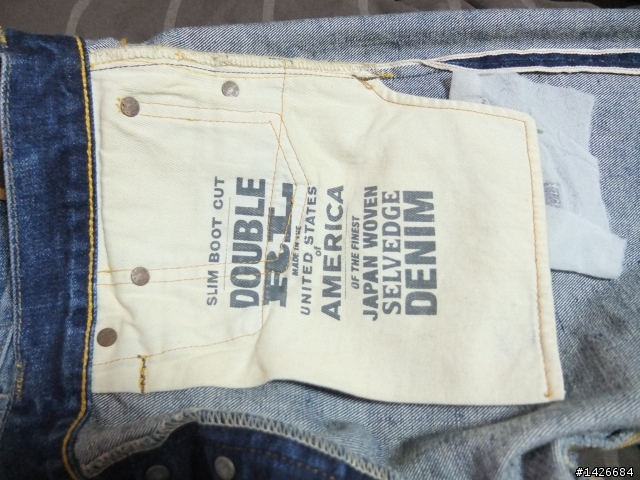 SLIM BOOT CUT
DOUBLE
RL
MADE IN THE
UNITED STATES
of
AMERICA
OF THE FINEST
JAPAN WOVEN
SELVEDGE
DENIM
#1426684